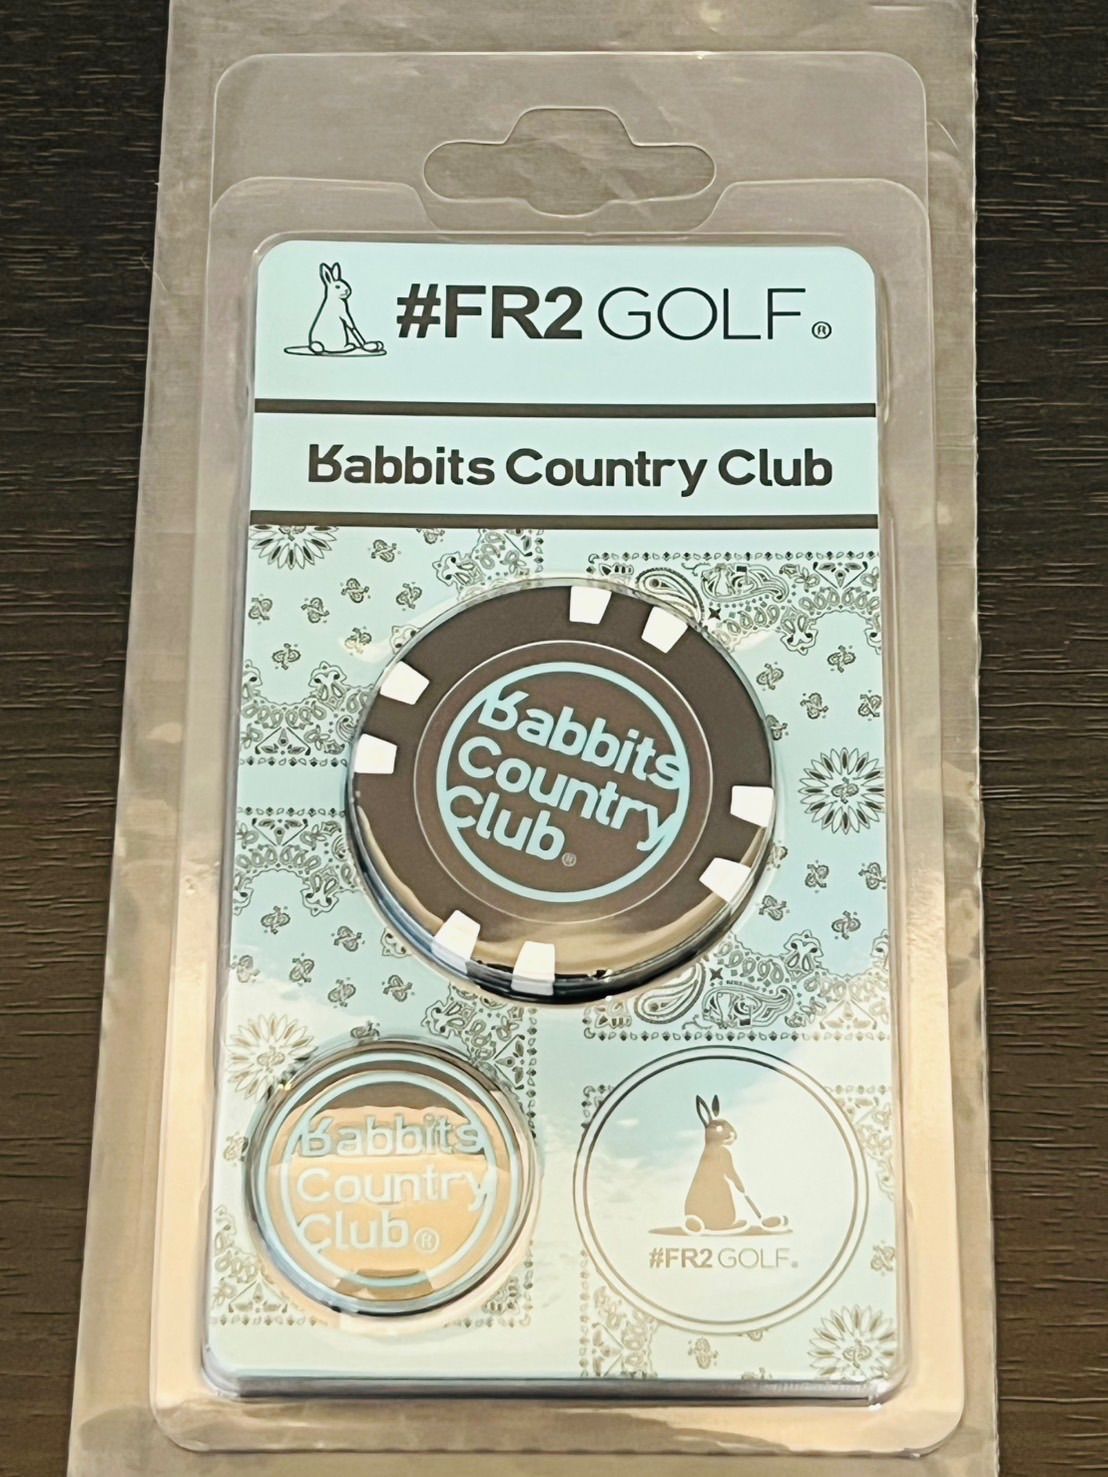 #FR2 GOLF®
Rabbits Country Club
Rabbits
Country
Club®
Rabbits
Country
Club®
#FR2 GOLF®